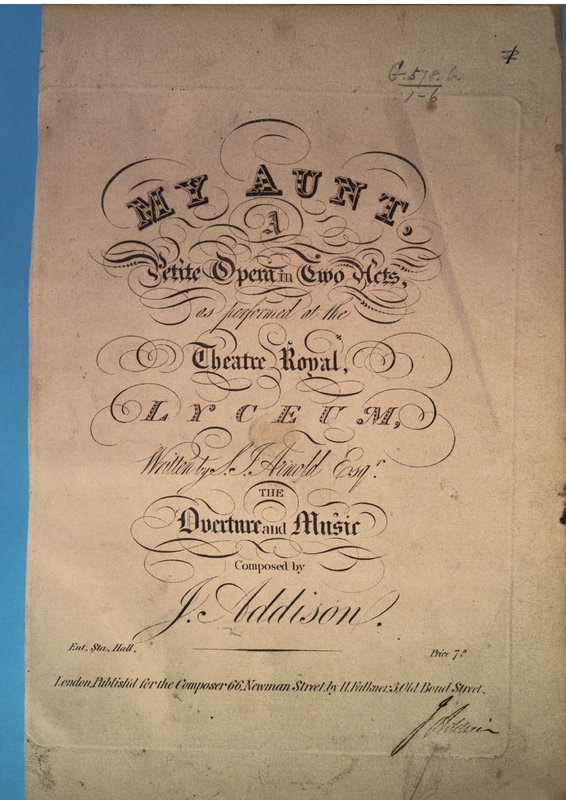 G. 578. b.
1-6
MY AUNT,
A
Petite Opera in Two Acts,
as performed at the
Theatre Royal,
LYCEUM,
Written by S. J. Arnold Esqr.
THE
Overture and Music
Composed by
J. Addison.
Ent. Sta. Hall.
Price 7s
London, Publish'd for the Composer 66, Newman Street, by H. Falkner, 3, Old Bond Street.
J Addison